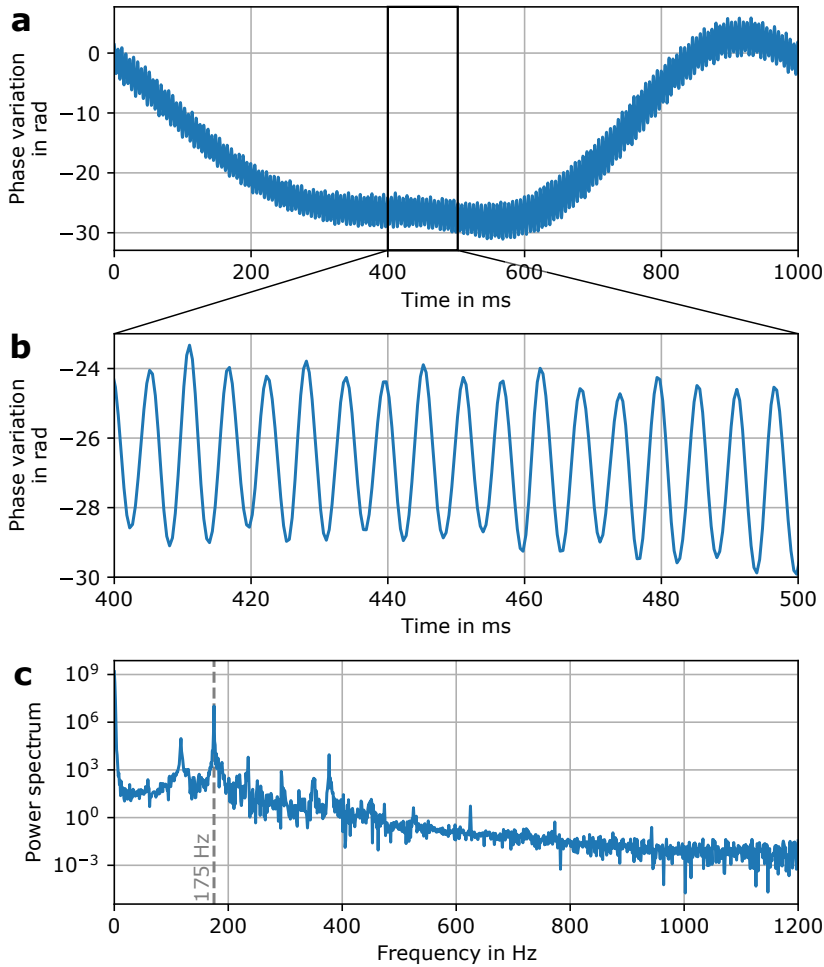 a
0
−10
−20
−30
Phase variation
in rad
0
200
400
600
800
1000
Time in ms
b
−24
−26
−28
−30
Phase variation
in rad
400
420
440
460
480
500
Time in ms
c
10⁹
10⁶
10³
10⁰
10⁻³
Power spectrum
175 Hz
0
200
400
600
800
1000
1200
Frequency in Hz